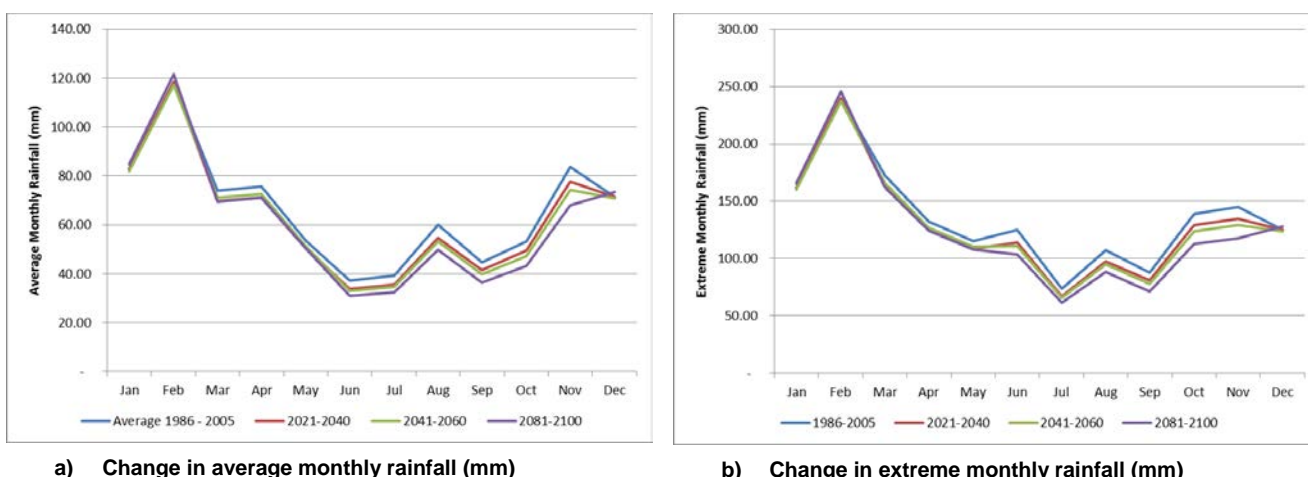 140.00
120.00
100.00
80.00
60.00
40.00
20.00
-
Average Monthly Rainfall (mm)
Jan Feb Mar Apr May Jun Jul Aug Sep Oct Nov Dec
Average 1986 - 2005 2021-2040 2041-2060 2081-2100
a) Change in average monthly rainfall (mm)
300.00
250.00
200.00
150.00
100.00
50.00
-
Extreme Monthly Rainfall (mm)
Jan Feb Mar Apr May Jun Jul Aug Sep Oct Nov Dec
1986-2005 2021-2040 2041-2060 2081-2100
b) Change in extreme monthly rainfall (mm)